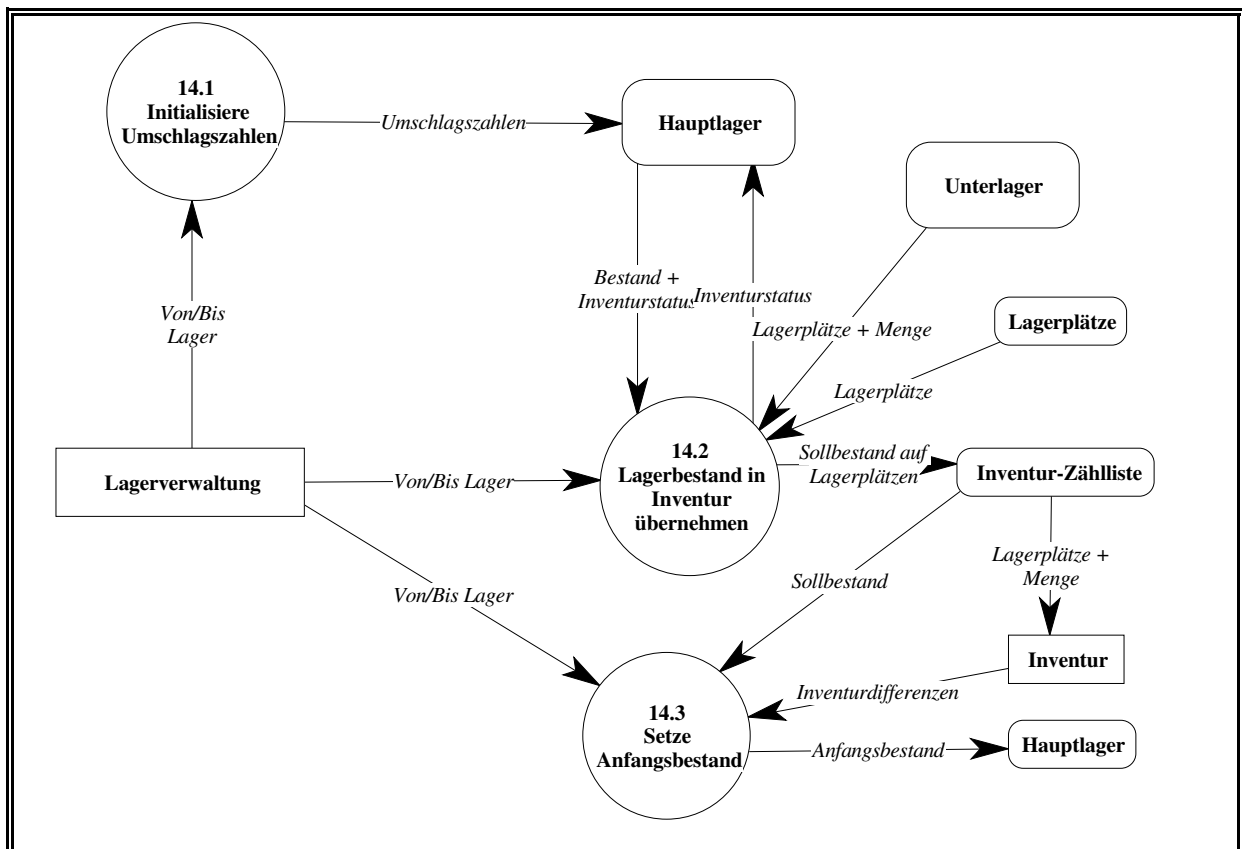 14.1
Initialisiere
Umschlagszahlen
Umschlagszahlen
Hauptlager
Unterlager
Bestand +
Inventurstatus
Inventurstatus
Von/Bis
Lager
Lagerplätze + Menge
Lagerplätze
Lagerplätze
14.2
Lagerbestand in
Inventur
übernehmen
Sollbestand auf
Lagerplätzen
Inventur-Zählliste
Lagerverwaltung
Von/Bis Lager
Lagerplätze +
Menge
Sollbestand
Von/Bis Lager
Inventur
Inventurdifferenzen
14.3
Setze
Anfangsbestand
Anfangsbestand
Hauptlager